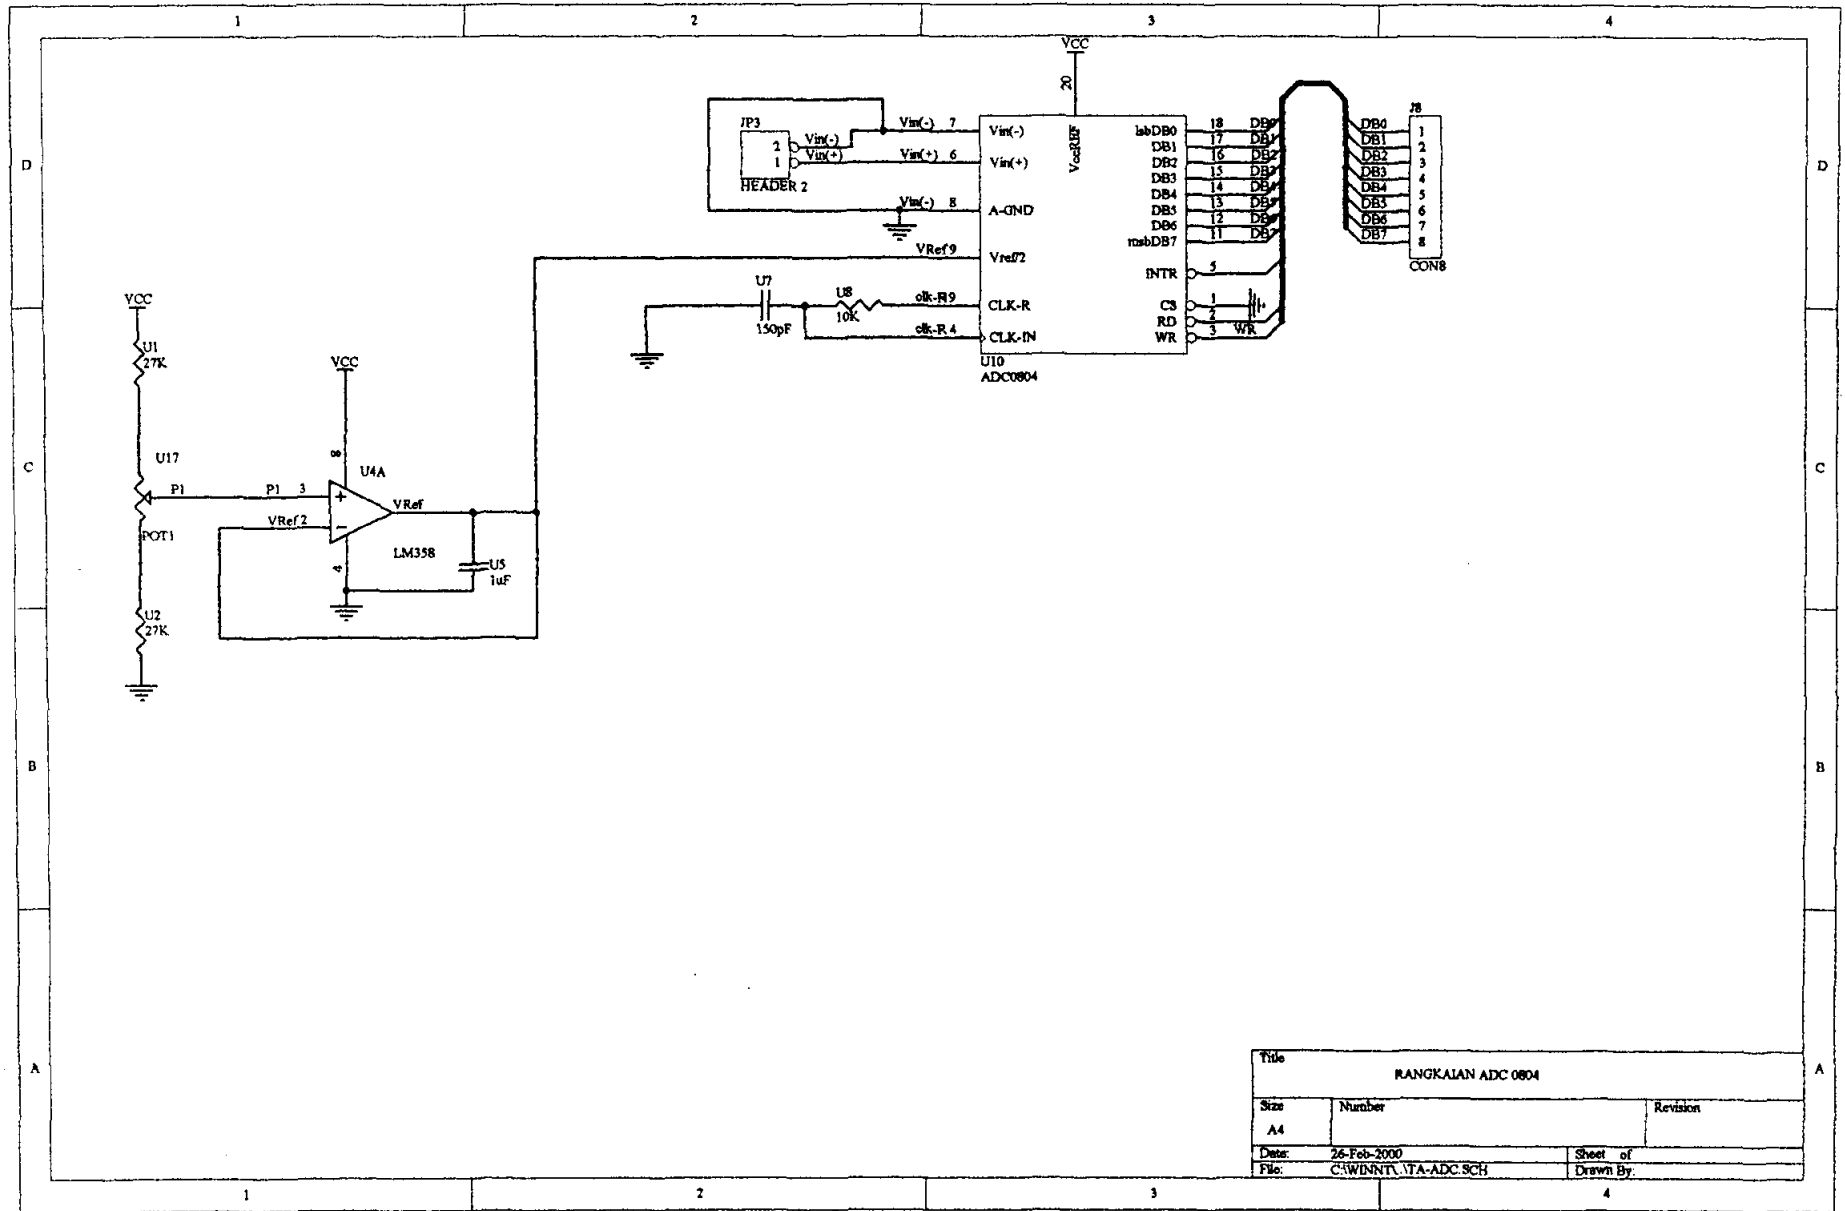 1 2 3 4
D
C
B
A
D
C
B
A
VCC
20
JP3
2
1
HEADER 2
Vin(-)
Vin(+)
Vin(-) 7
Vin(+) 6
Vin(-) 8
VRef 9
clk-R 4
Vin(-)
Vin(+)
A-GND
Vref/2
CLK-R
CLK-IN
VccREF
lsbDB0
DB1
DB2
DB3
DB4
DB5
DB6
msbDB7
INTR
CS
RD
WR
U10
ADC0804
18 DB0
17 DB1
16 DB2
15 DB3
14 DB4
13 DB5
12 DB6
11 DB7
5
1
2
3 WR
J8
DB0 1
DB1 2
DB2 3
DB3 4
DB4 5
DB5 6
DB6 7
DB7 8
CON8
U7
150pF
U8
10K
VCC
U1
27K
U17
P1
POT1
U2
27K
VCC
8
U4A
P1 3
VRef 2
+
-
VRef
4
LM358
U5
1uF
Title
RANGKAIAN ADC 0804
Size
A4
Number
Revision
Date: 26-Feb-2000
Sheet of
File: C:\WINNT\..\TA-ADC.SCH
Drawn By:
1 2 3 4